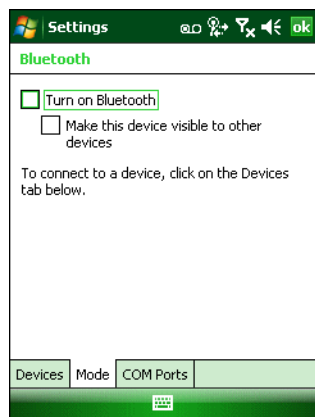 Settings
ok
Bluetooth
Turn on Bluetooth
Make this device visible to other
devices
To connect to a device, click on the Devices
tab below.
Devices Mode COM Ports